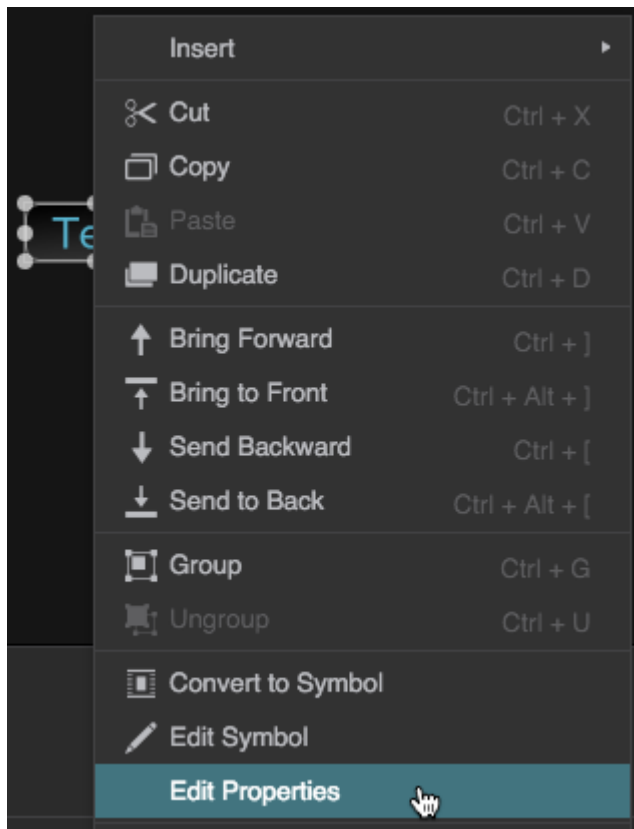 Insert
Cut Ctrl + X
Copy Ctrl + C
Paste Ctrl + V
Te
Duplicate Ctrl + D
Bring Forward Ctrl + ]
Bring to Front Ctrl + Alt + ]
Send Backward Ctrl + [
Send to Back Ctrl + Alt + [
Group Ctrl + G
Ungroup Ctrl + U
Convert to Symbol
Edit Symbol
Edit Properties